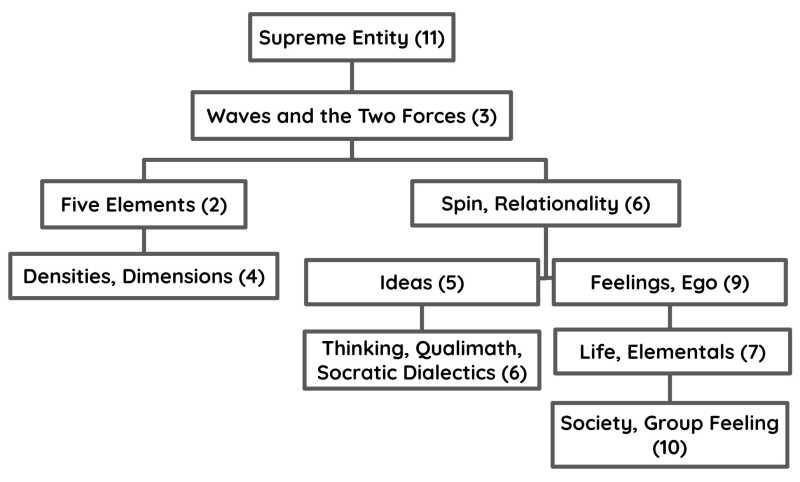 Supreme Entity (11)
Waves and the Two Forces (3)
Five Elements (2)
Spin, Relationality (6)
Densities, Dimensions (4)
Ideas (5)
Feelings, Ego (9)
Thinking, Qualimath,
Socratic Dialectics (6)
Life, Elementals (7)
Society, Group Feeling
(10)